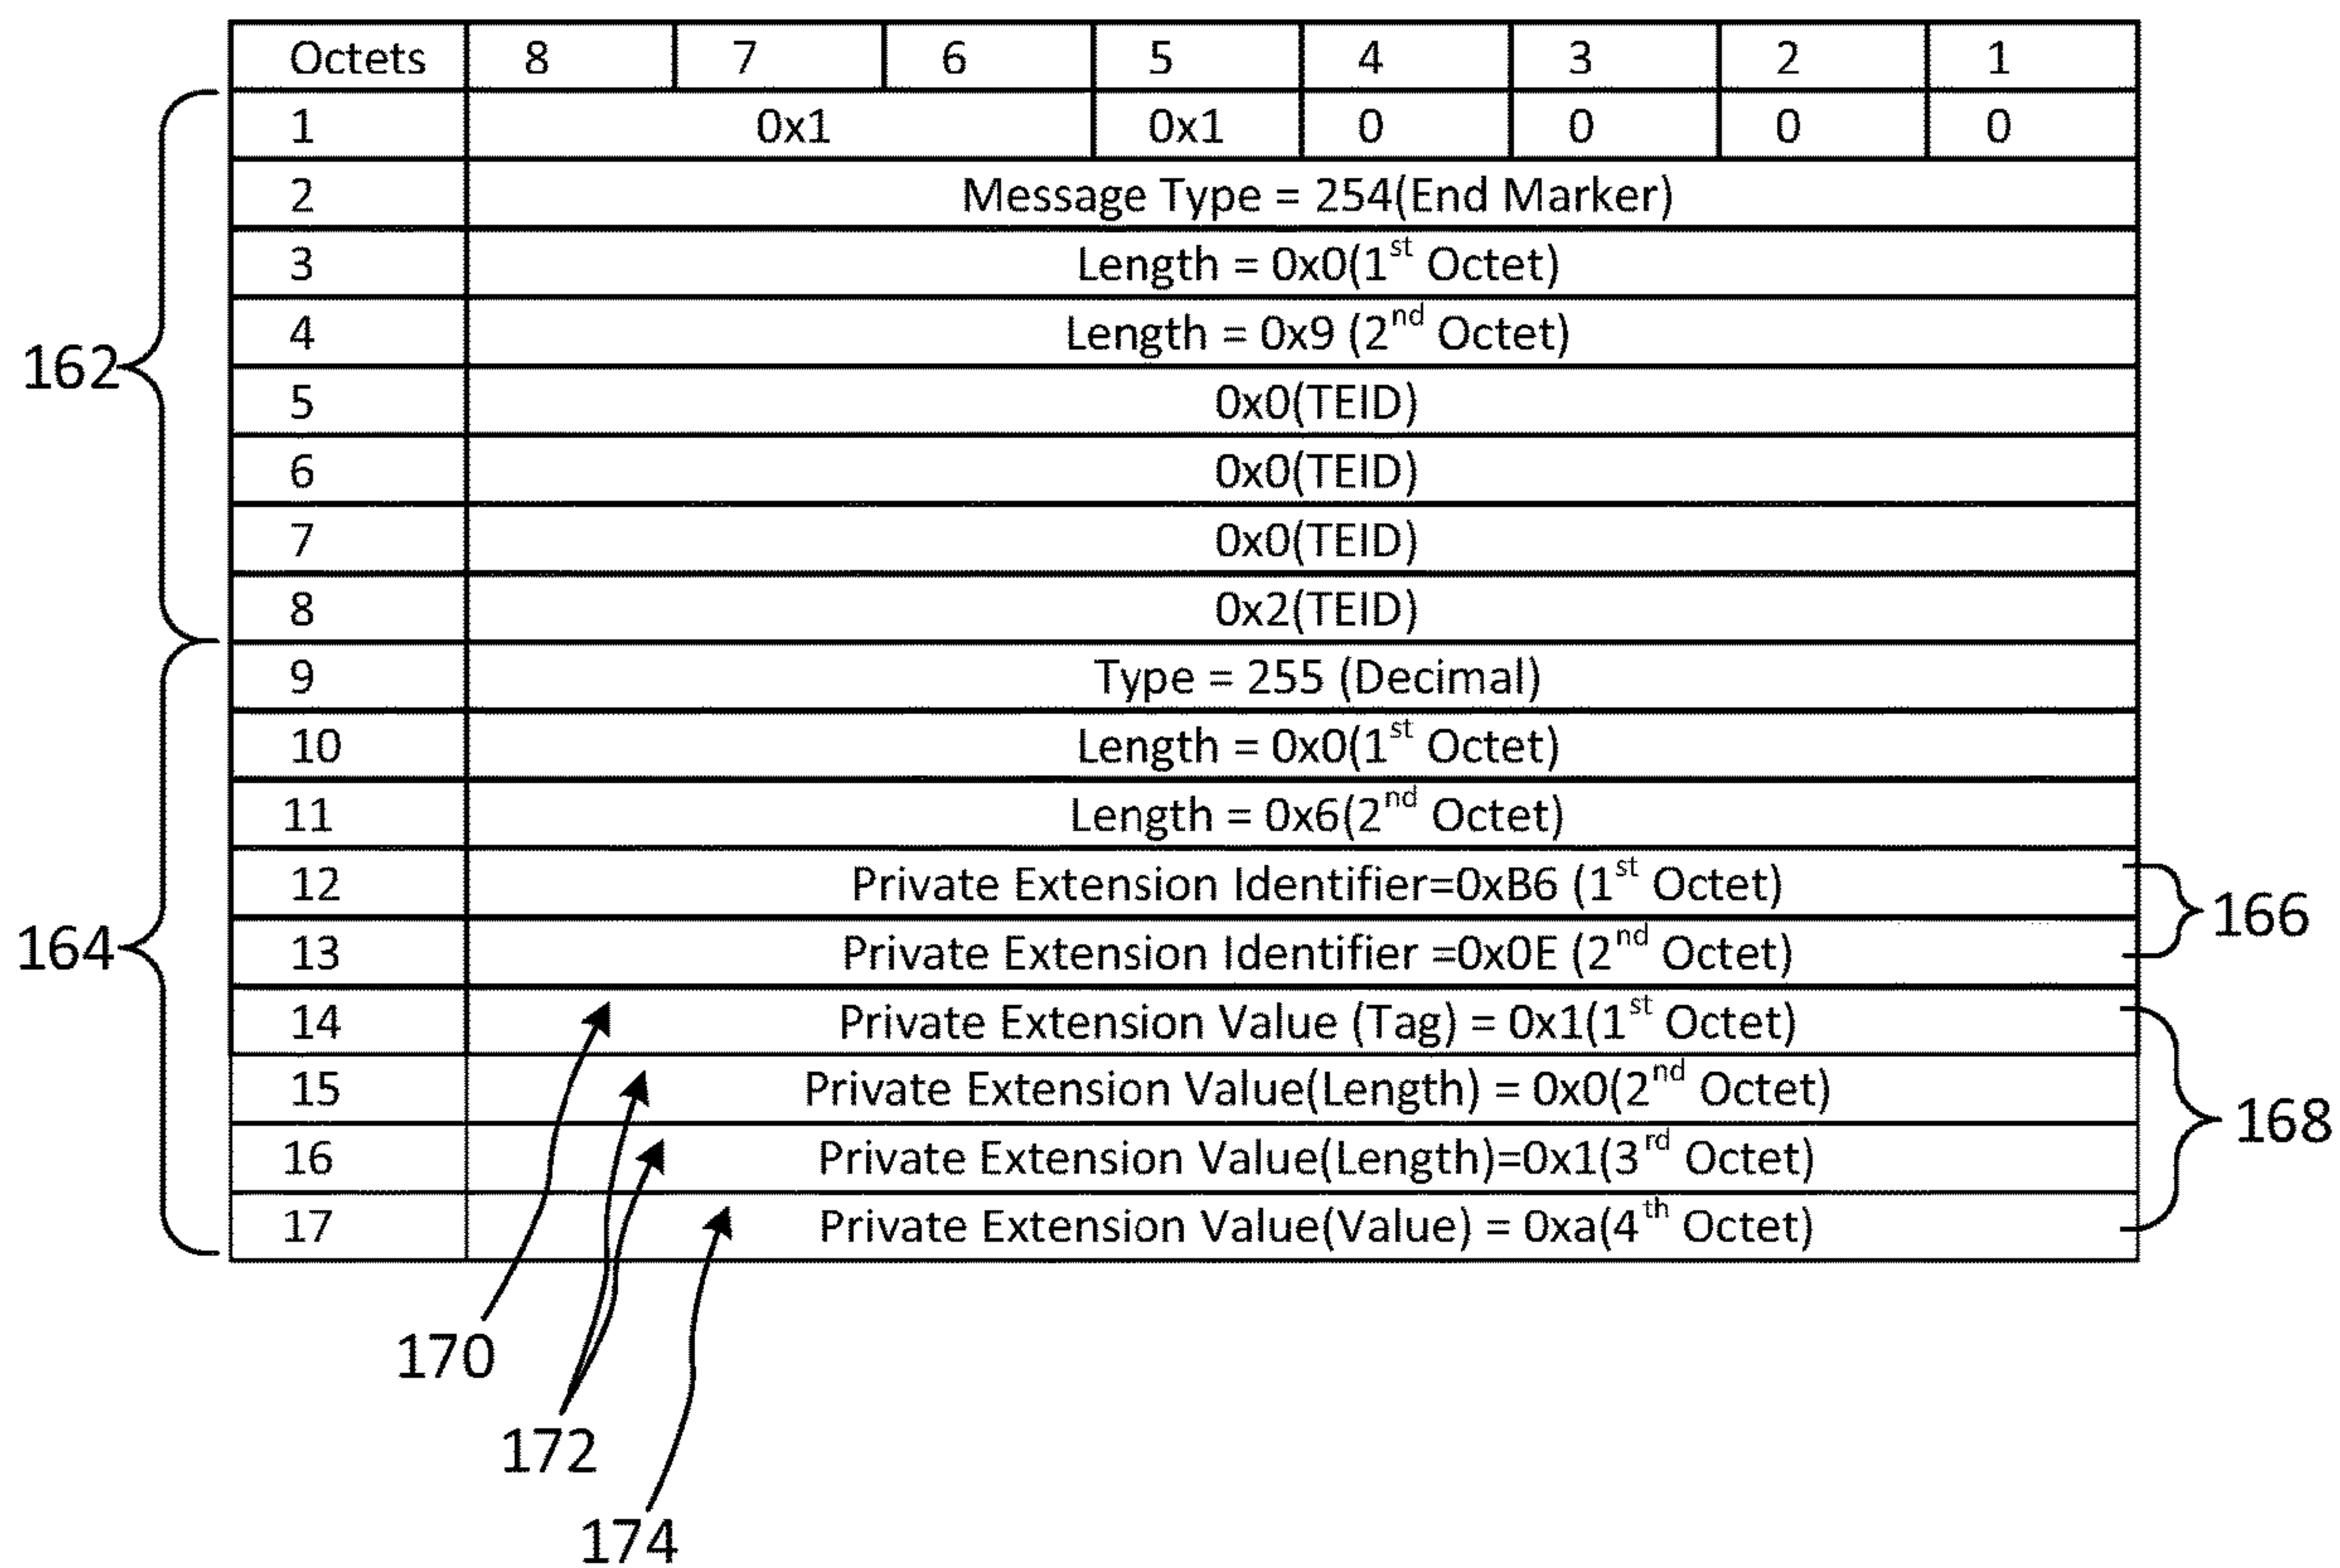 Octets 8 7 6 5 4 3 2 1
1 0x1 0x1 0 0 0 0
2 Message Type = 254(End Marker)
3 Length = 0x0(1st Octet)
4 Length = 0x9 (2nd Octet)
162
5 0x0(TEID)
6 0x0(TEID)
7 0x0(TEID)
8 0x2(TEID)
9 Type = 255 (Decimal)
10 Length = 0x0(1st Octet)
11 Length = 0x6(2nd Octet)
12 Private Extension Identifier=0xB6 (1st Octet)
166
164
13 Private Extension Identifier =0x0E (2nd Octet)
14 Private Extension Value (Tag) = 0x1(1st Octet)
15 Private Extension Value(Length) = 0x0(2nd Octet)
168
16 Private Extension Value(Length)=0x1(3rd Octet)
17 Private Extension Value(Value) = 0xa(4th Octet)
170
172
174